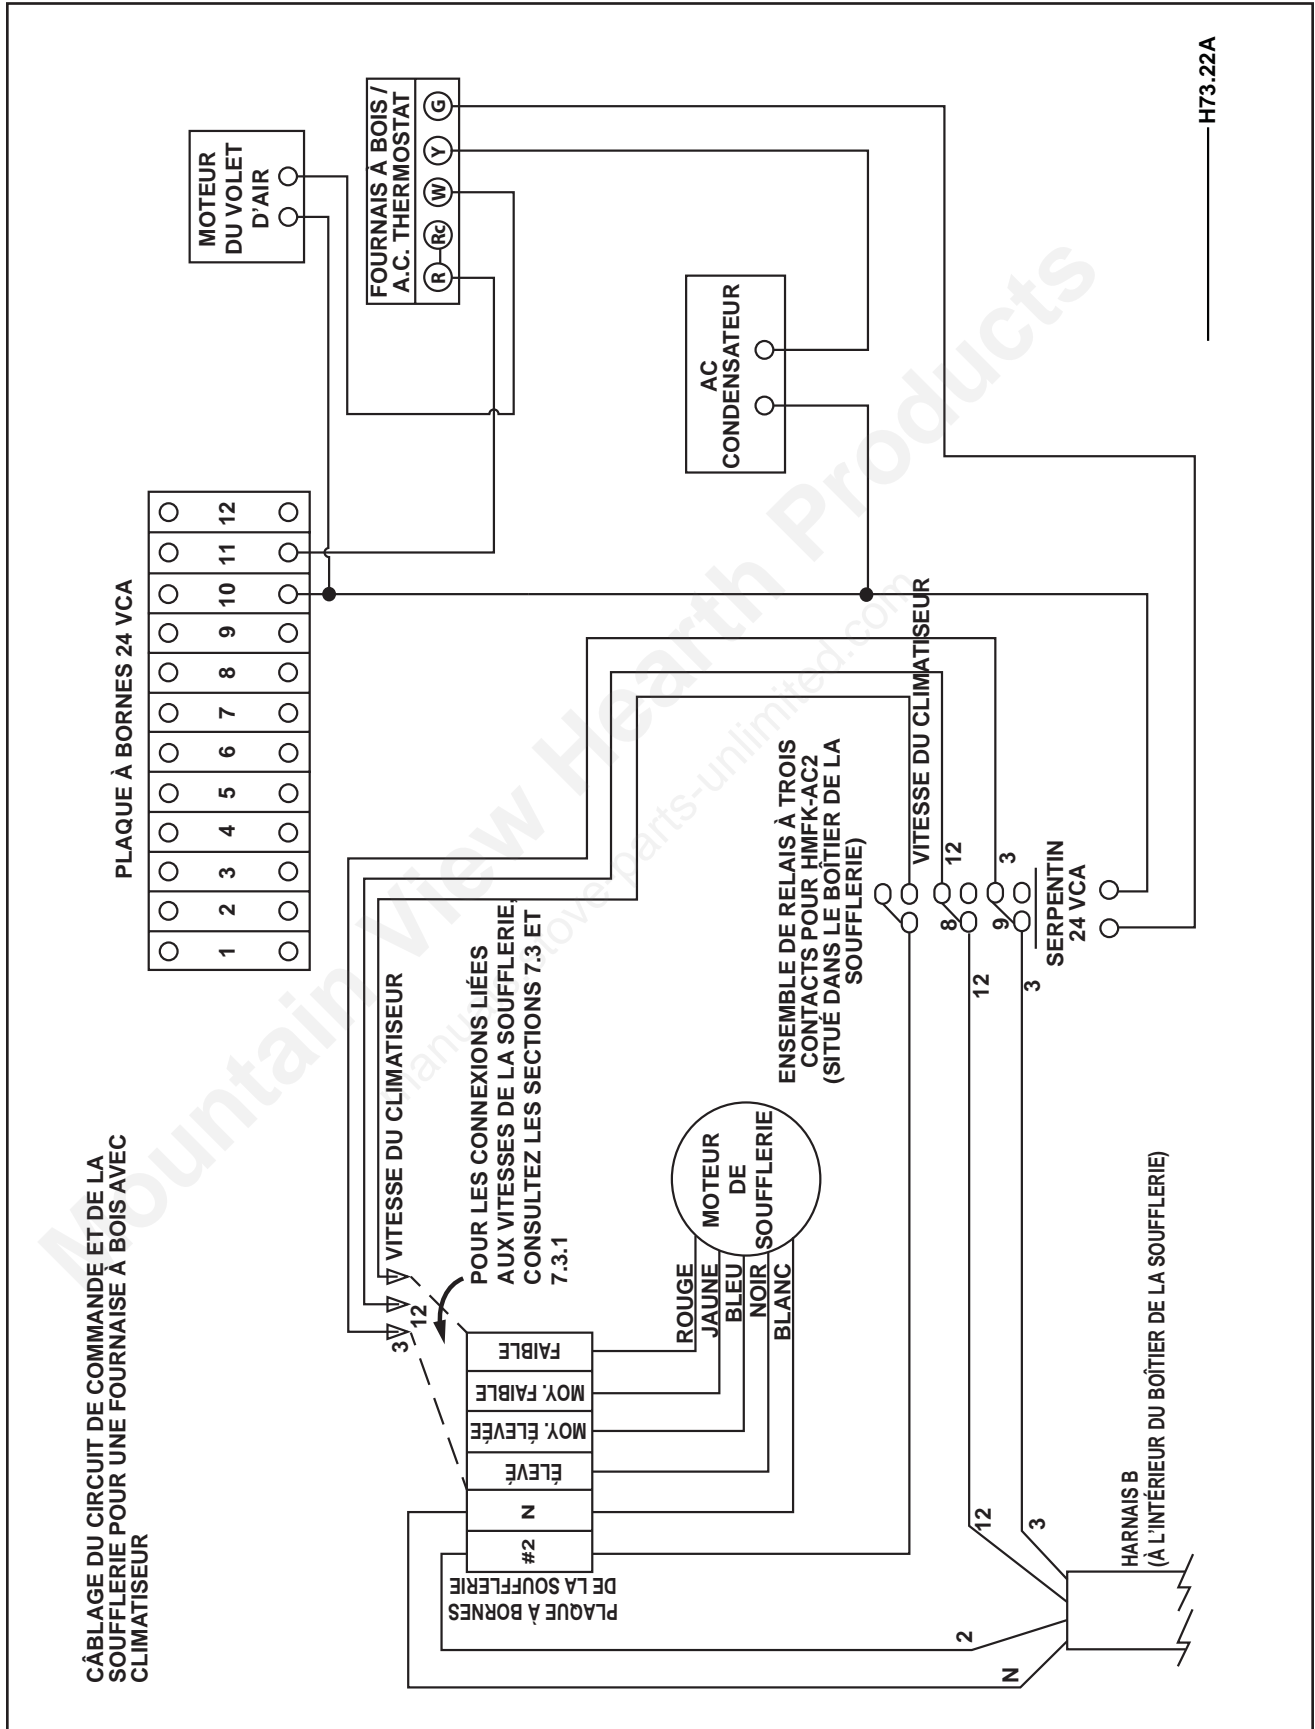 CÂBLAGE DU CIRCUIT DE COMMANDE ET DE LA
SOUFFLERIE POUR UNE FOURNAISE À BOIS AVEC
CLIMATISEUR
PLAQUE À BORNES 24 VCA
1
2
3
4
5
6
7
8
9
10
11
12
MOTEUR
DU VOLET
D'AIR
FOURNAIS A BOIS /
A.C. THERMOSTAT
R
Rc
W
Y
G
AC
CONDENSATEUR
VITESSE DU CLIMATISEUR
12
3
POUR LES CONNEXIONS LIÉES
AUX VITESSES DE LA SOUFFLERIE,
CONSULTEZ LES SECTIONS 7.3 ET
7.3.1
FAIBLE
MOY. FAIBLE
MOY. ÉLEVÉE
ÉLEVÉ
N
#2
PLAQUE À BORNES
DE LA SOUFFLERIE
ROUGE
JAUNE
BLEU
NOIR
BLANC
MOTEUR
DE
SOUFFLERIE
ENSEMBLE DE RELAIS À TROIS
CONTACTS POUR HMFK-AC2
(SITUÉ DANS LE BOÎTIER DE LA
SOUFFLERIE)
VITESSE DU CLIMATISEUR
12
3
8
9
12
3
SERPENTIN
24 VCA
12
3
2
N
HARNAIS B
(À L'INTÉRIEUR DU BOÎTIER DE LA SOUFFLERIE)
H73.22A
Mountain View Hearth Products